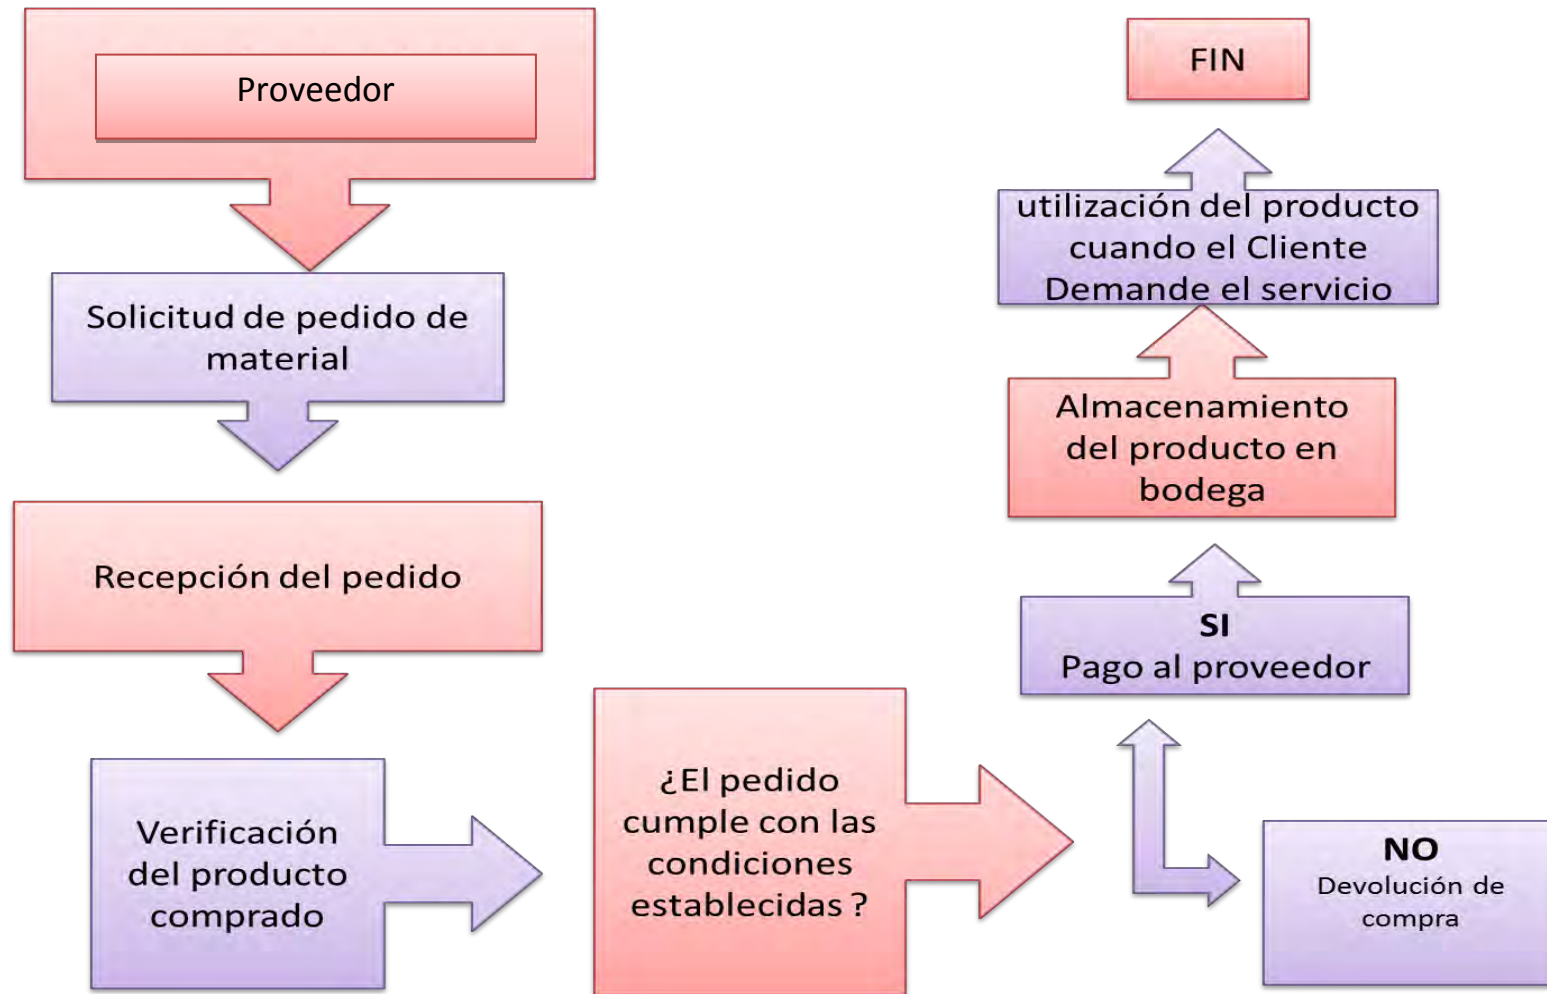 Proveedor
Solicitud de pedido de
material
Recepción del pedido
Verificación
del producto
comprado
¿El pedido
cumple con las
condiciones
establecidas ?
SI
Pago al proveedor
NO
Devolución de
compra
Almacenamiento
del producto en
bodega
utilización del producto
cuando el Cliente
Demande el servicio
FIN